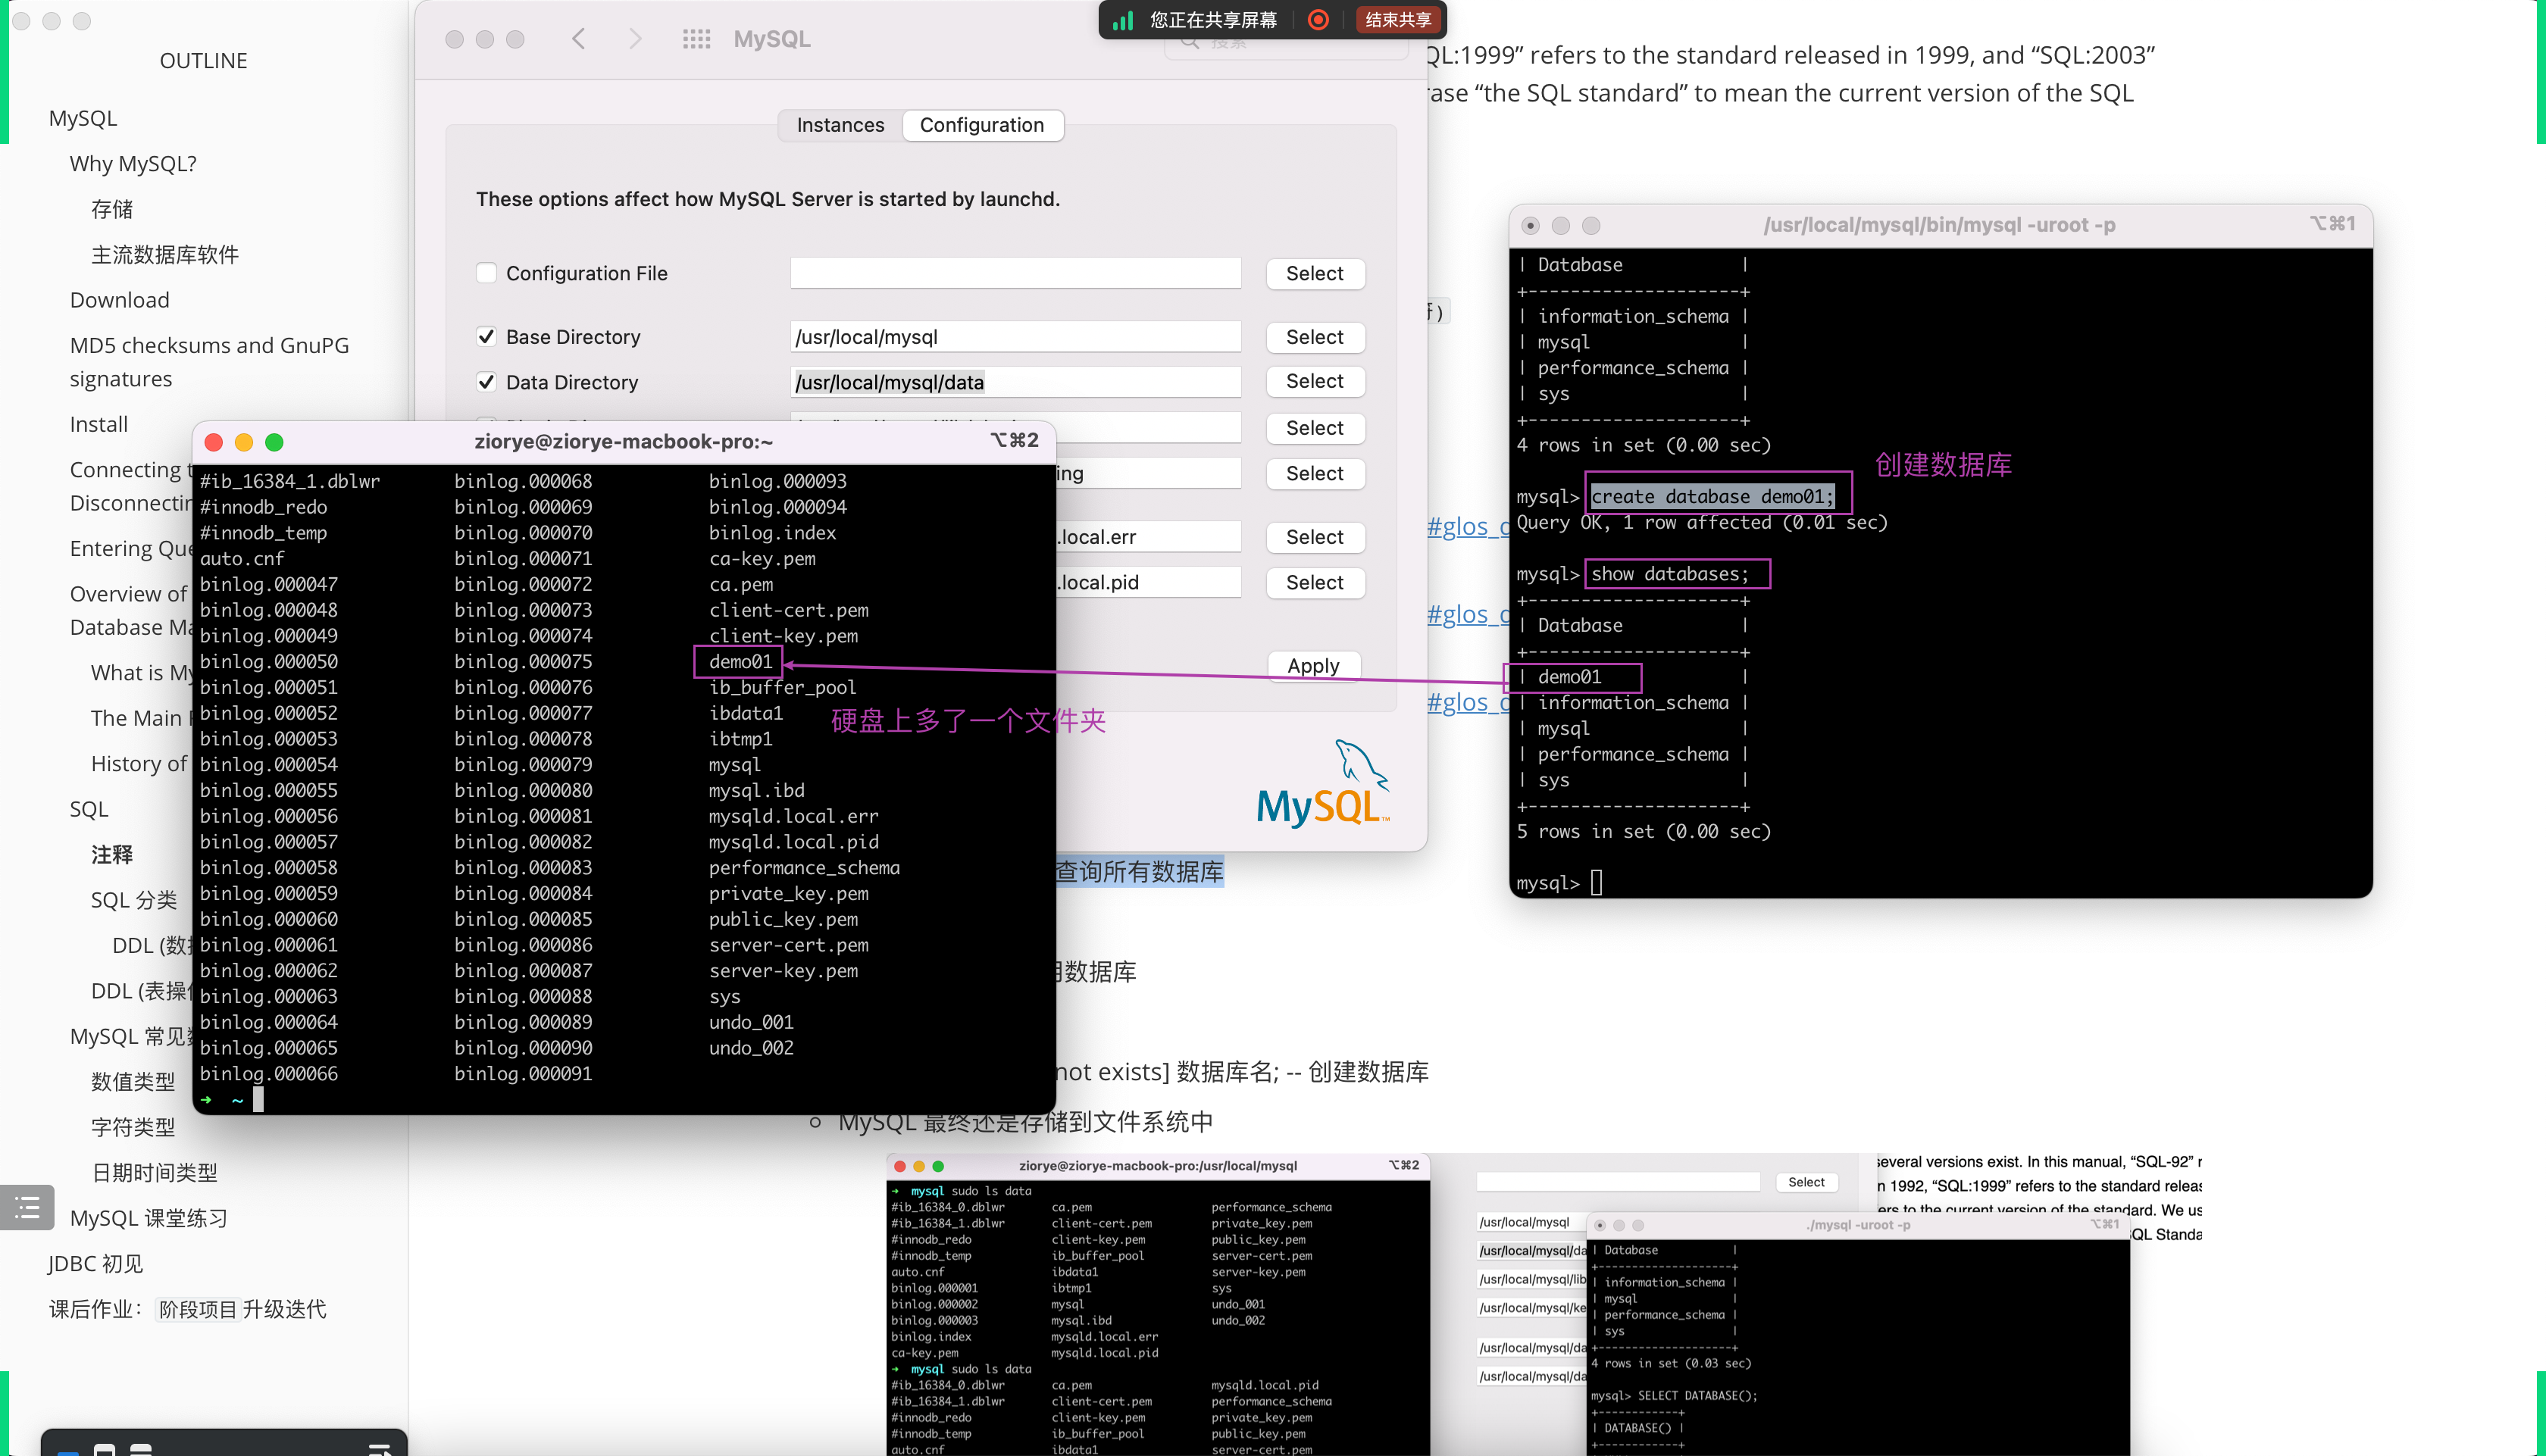 您正在共享屏幕
结束共享
OUTLINE
MySQL
Why MySQL?
存储
主流数据库软件
Download
MD5 checksums and GnuPG
signatures
Install
Connecting
Disconnectin
Entering Que
Overview of
Database Ma
What is My
The Main
History of
SQL
注释
SQL 分类
DDL (数
DDL (表操
MySQL 常见
数值类型
字符类型
日期时间类型
MySQL 课堂练习
JDBC 初见
课后作业： 阶段项目升级迭代
MySQL
搜索
Instances
Configuration
These options affect how MySQL Server is started by launchd.
Configuration File
Select
Base Directory
/usr/local/mysql
Select
Data Directory
/usr/local/mysql/data
Select
Select
ing
Select
.local.err
Select
.local.pid
Select
Apply
MySQL™
QL:1999” refers to the standard released in 1999, and “SQL:2003”
rase “the SQL standard” to mean the current version of the SQL
#glos_d
#glos_d
#glos_d
ziorye@ziorye-macbook-pro:~
⌥⌘2
#ib_16384_1.dblwr binlog.000068 binlog.000093
#innodb_redo binlog.000069 binlog.000094
#innodb_temp binlog.000070 binlog.index
auto.cnf binlog.000071 ca-key.pem
binlog.000047 binlog.000072 ca.pem
binlog.000048 binlog.000073 client-cert.pem
binlog.000049 binlog.000074 client-key.pem
binlog.000050 binlog.000075 demo01
binlog.000051 binlog.000076 ib_buffer_pool
binlog.000052 binlog.000077 ibdata1
binlog.000053 binlog.000078 ibtmp1
binlog.000054 binlog.000079 mysql
binlog.000055 binlog.000080 mysql.ibd
binlog.000056 binlog.000081 mysqld.local.err
binlog.000057 binlog.000082 mysqld.local.pid
binlog.000058 binlog.000083 performance_schema
binlog.000059 binlog.000084 private_key.pem
binlog.000060 binlog.000085 public_key.pem
binlog.000061 binlog.000086 server-cert.pem
binlog.000062 binlog.000087 server-key.pem
binlog.000063 binlog.000088 sys
binlog.000064 binlog.000089 undo_001
binlog.000065 binlog.000090 undo_002
binlog.000066 binlog.000091
➜ ~
硬盘上多了一个文件夹
/usr/local/mysql/bin/mysql -uroot -p
⌥⌘1
| Database |
+--------------------+
| information_schema |
| mysql |
| performance_schema |
| sys |
+--------------------+
4 rows in set (0.00 sec)
创建数据库
mysql> create database demo01;
Query OK, 1 row affected (0.01 sec)
mysql> show databases;
+--------------------+
| Database |
+--------------------+
| demo01 |
| information_schema |
| mysql |
| performance_schema |
| sys |
+--------------------+
5 rows in set (0.00 sec)
mysql>
查询所有数据库
数据库
not exists] 数据库名; -- 创建数据库
MySQL 最终还是存储到文件系统中
ziorye@ziorye-macbook-pro:/usr/local/mysql
⌥⌘2
➜ mysql sudo ls data
#ib_16384_0.dblwr ca.pem performance_schema
#ib_16384_1.dblwr client-cert.pem private_key.pem
#innodb_redo client-key.pem public_key.pem
#innodb_temp ib_buffer_pool server-cert.pem
auto.cnf ibdata1 server-key.pem
binlog.000001 ibtmp1 sys
binlog.000002 mysql undo_001
binlog.000003 mysql.ibd undo_002
binlog.index mysqld.local.err
ca-key.pem mysqld.local.pid
➜ mysql sudo ls data
#ib_16384_0.dblwr ca.pem mysqld.local.pid
#ib_16384_1.dblwr client-cert.pem performance_schema
#innodb_redo client-key.pem private_key.pem
#innodb_temp ib_buffer_pool public_key.pem
auto.cnf ibdata1 server-cert.pem
Select
/usr/local/mysql
/usr/local/mysql/da
/usr/local/mysql/lib
/usr/local/mysql/ke
/usr/local/mysql/da
/usr/local/mysql/da
several versions exist. In this manual, “SQL-92” r
n 1992, “SQL:1999” refers to the standard releas
ers to the current version of the standard. We us
QL Standa
./mysql -uroot -p
⌥⌘1
| Database |
+--------------------+
| information_schema |
| mysql |
| performance_schema |
| sys |
+--------------------+
4 rows in set (0.03 sec)
mysql> SELECT DATABASE();
+------------+
| DATABASE() |
+------------+